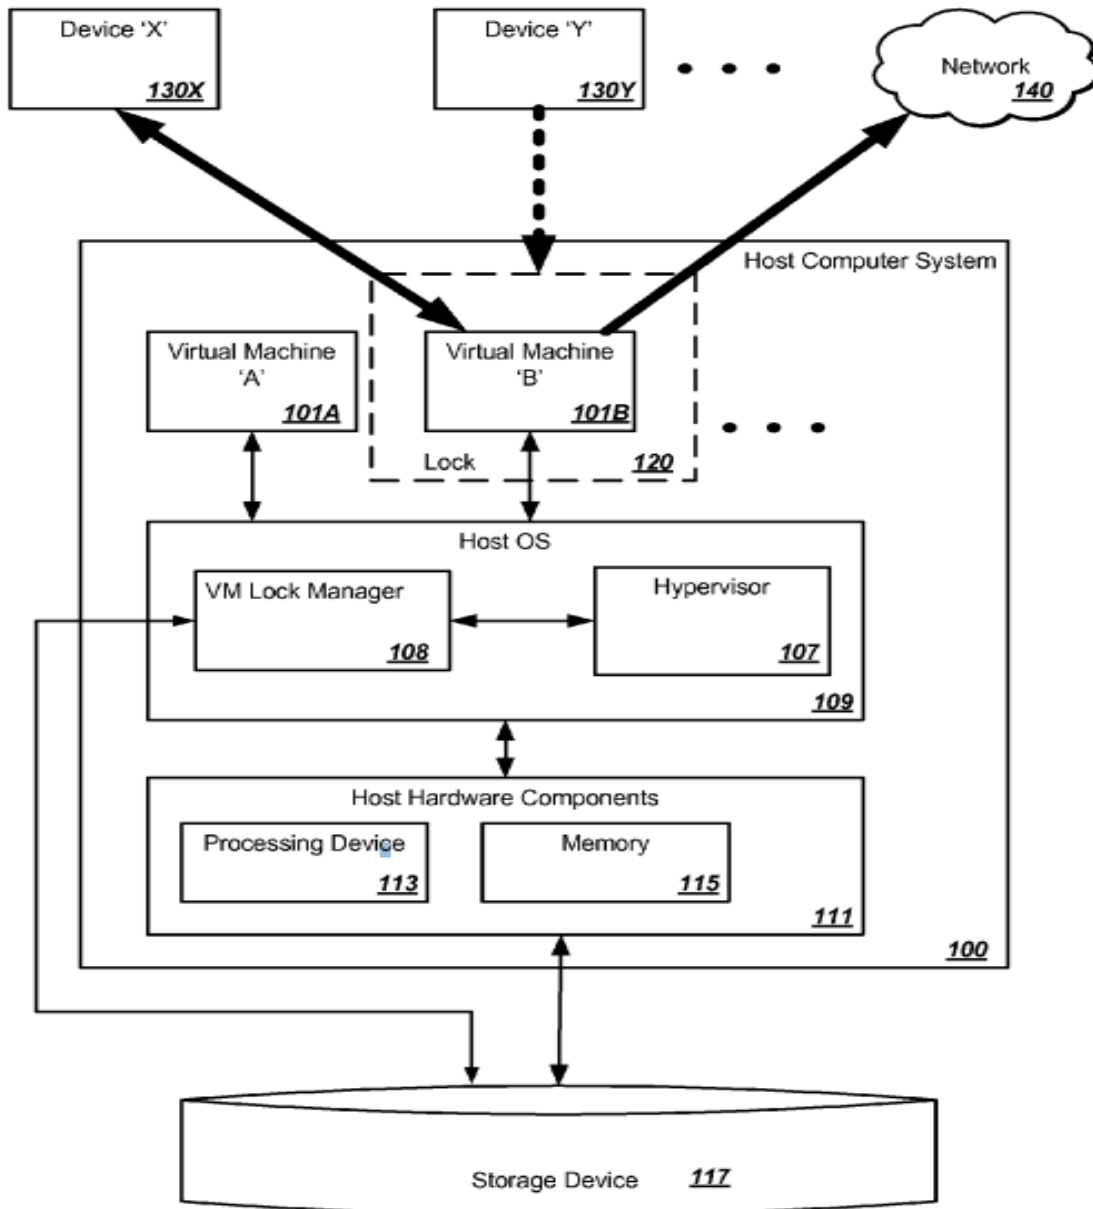 Device ‘X’
130X
Device ‘Y’
130Y
Network
140
Host Computer System
Virtual Machine
‘A’
101A
Virtual Machine
‘B’
101B
Lock
120
Host OS
VM Lock Manager
108
Hypervisor
107
109
Host Hardware Components
Processing Device
113
Memory
115
111
100
Storage Device
117